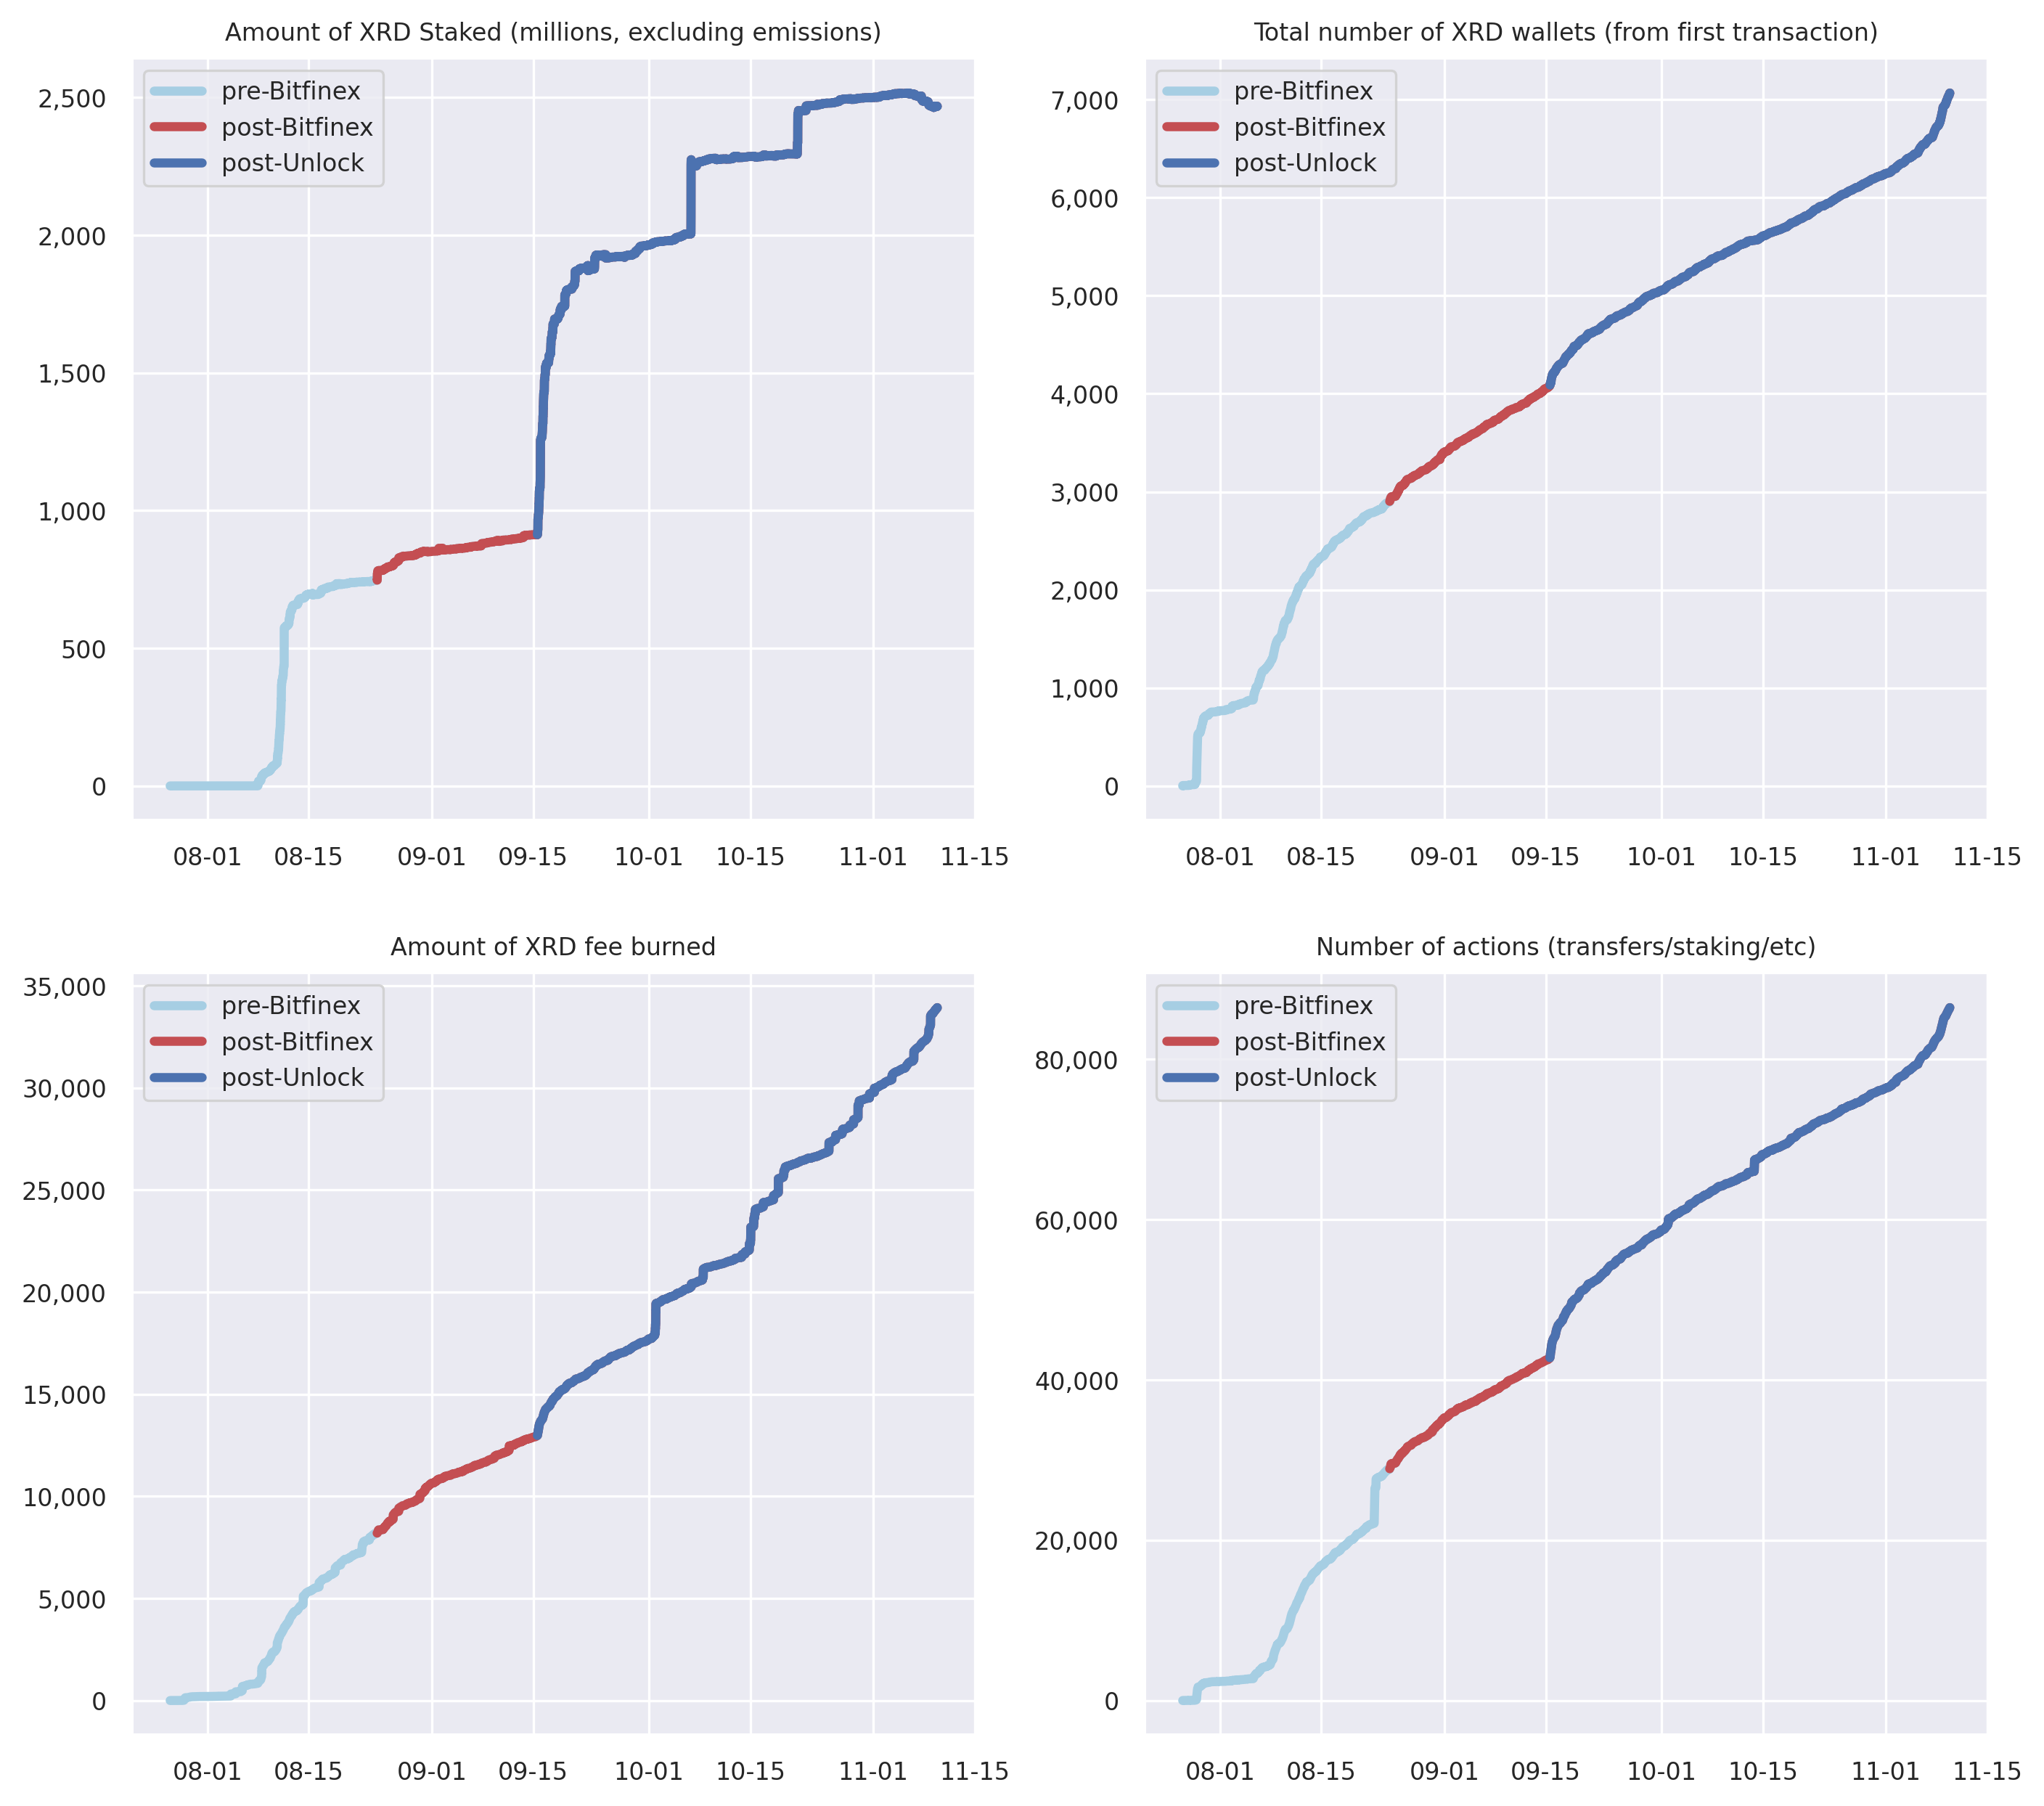 Amount of XRD Staked (millions, excluding emissions)
pre-Bitfinex
post-Bitfinex
post-Unlock
2,500
2,000
1,500
1,000
500
0
08-01 08-15 09-01 09-15 10-01 10-15 11-01 11-15
Total number of XRD wallets (from first transaction)
pre-Bitfinex
post-Bitfinex
post-Unlock
7,000
6,000
5,000
4,000
3,000
2,000
1,000
0
08-01 08-15 09-01 09-15 10-01 10-15 11-01 11-15
Amount of XRD fee burned
pre-Bitfinex
post-Bitfinex
post-Unlock
35,000
30,000
25,000
20,000
15,000
10,000
5,000
0
08-01 08-15 09-01 09-15 10-01 10-15 11-01 11-15
Number of actions (transfers/staking/etc)
pre-Bitfinex
post-Bitfinex
post-Unlock
80,000
60,000
40,000
20,000
0
08-01 08-15 09-01 09-15 10-01 10-15 11-01 11-15